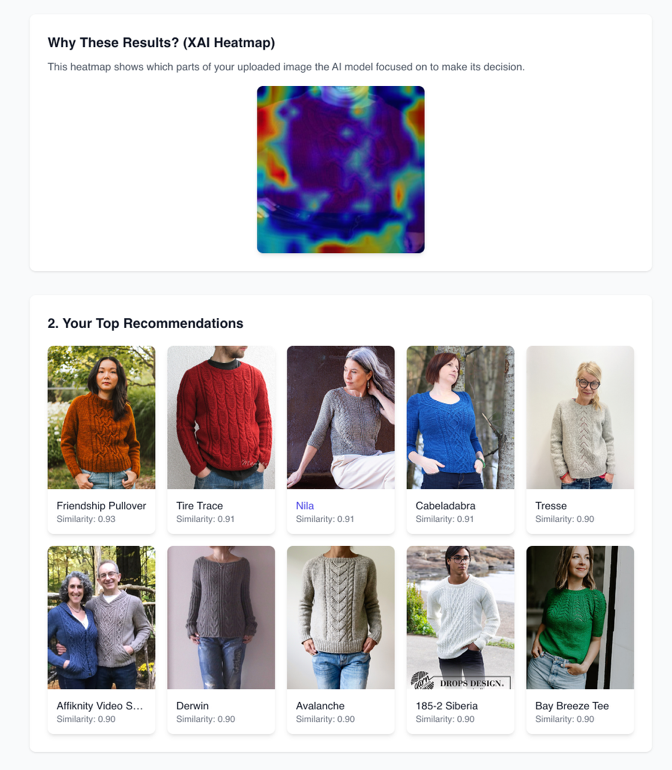 Why These Results? (XAI Heatmap)
This heatmap shows which parts of your uploaded image the AI model focused on to make its decision.
2. Your Top Recommendations
Friendship Pullover
Similarity: 0.93
Tire Trace
Similarity: 0.91
Nila
Similarity: 0.91
Cabeladabra
Similarity: 0.91
Tresse
Similarity: 0.90
DROPS DESIGN.
Affiknity Video S...
Similarity: 0.90
Derwin
Similarity: 0.90
Avalanche
Similarity: 0.90
185-2 Siberia
Similarity: 0.90
Bay Breeze Tee
Similarity: 0.90